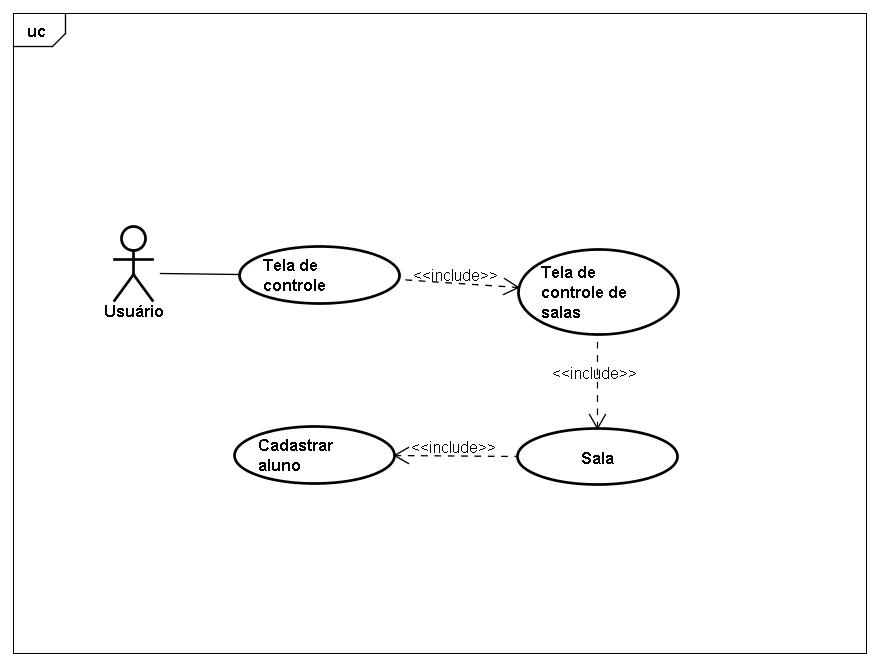 uc
Usuário
Tela de
controle
<<include>>
Tela de
controle de
salas
<<include>>
Cadastrar
aluno
<<include>>
Sala